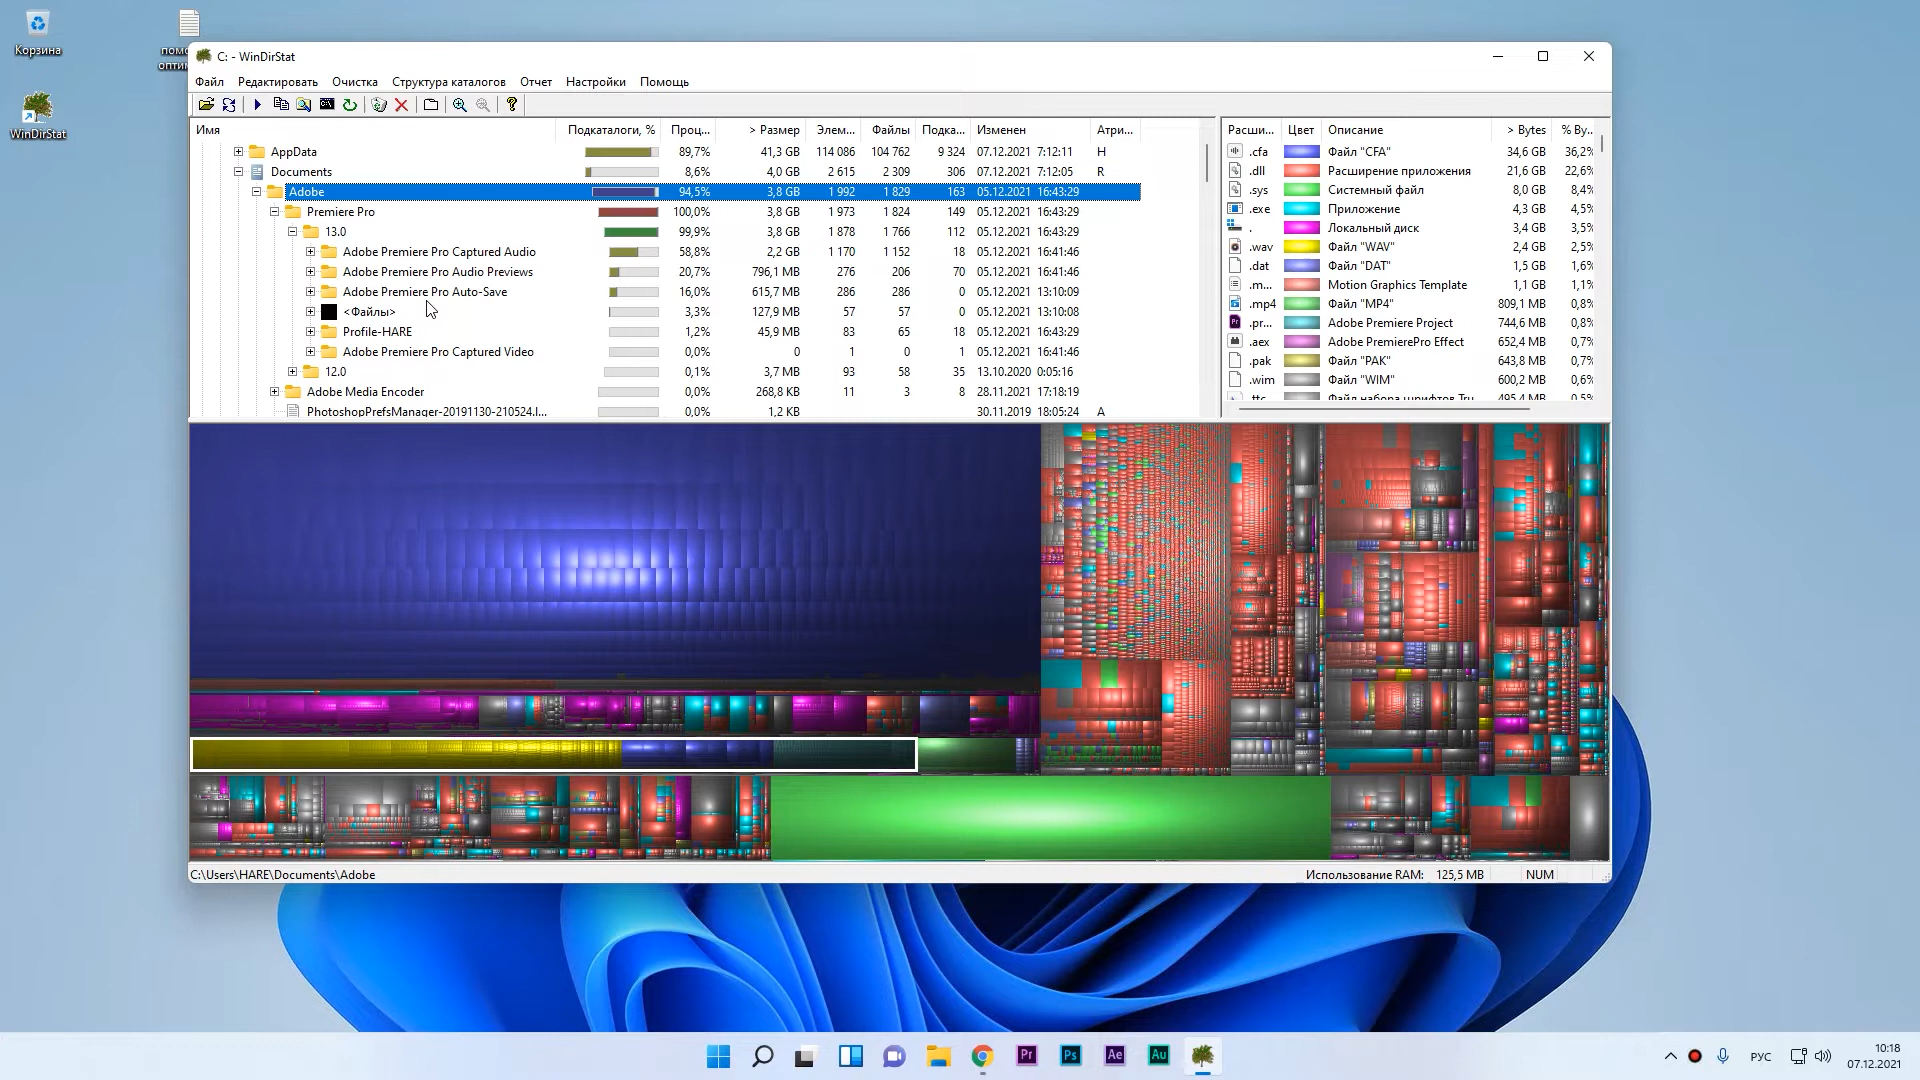 Корзина
WinDirStat
C: - WinDirStat
Файл Редактировать Очистка Структура каталогов Отчет Настройки Помощь
Имя Подкаталоги, % Проц... > Размер Элем... Файлы Подка... Изменен Атри...
AppData 89,7% 41,3 GB 114 086 104 762 9 324 07.12.2021 7:12:11 H
Documents 8,6% 4,0 GB 2 615 2 309 306 07.12.2021 7:12:05 R
Adobe 94,5% 3,8 GB 1 992 1 829 163 05.12.2021 16:43:29
Premiere Pro 100,0% 3,8 GB 1 973 1 824 149 05.12.2021 16:43:29
13.0 99,9% 3,8 GB 1 878 1 766 112 05.12.2021 16:43:29
Adobe Premiere Pro Captured Audio 58,8% 2,2 GB 1 170 1 152 18 05.12.2021 16:41:46
Adobe Premiere Pro Audio Previews 20,7% 796,1 MB 276 206 70 05.12.2021 16:41:46
Adobe Premiere Pro Auto-Save 16,0% 615,7 MB 286 286 0 05.12.2021 13:10:09
<Файлы> 3,3% 127,9 MB 57 57 0 05.12.2021 13:10:08
Profile-HARE 1,2% 45,9 MB 83 65 18 05.12.2021 16:43:29
Adobe Premiere Pro Captured Video 0,0% 0 1 0 1 05.12.2021 16:41:46
12.0 0,1% 3,7 MB 93 58 35 13.10.2020 0:05:16
Adobe Media Encoder 0,0% 268,8 KB 11 3 8 28.11.2021 17:18:19
PhotoshopPrefsManager-20191130-210524.l... 0,0% 1,2 KB 30.11.2019 18:05:24 A
Расши... Цвет Описание > Bytes % By...
.cfa Файл "CFA" 34,6 GB 36,2%
.dll Расширение приложения 21,6 GB 22,6%
.sys Системный файл 8,0 GB 8,4%
.exe Приложение 4,3 GB 4,5%
. Локальный диск 3,4 GB 3,5%
.wav Файл "WAV" 2,4 GB 2,5%
.dat Файл "DAT" 1,5 GB 1,6%
.m... Motion Graphics Template 1,1 GB 1,1%
.mp4 Файл "MP4" 809,1 MB 0,8%
.pr... Adobe Premiere Project 744,6 MB 0,8%
.aex Adobe PremierePro Effect 652,4 MB 0,7%
.pak Файл "PAK" 643,8 MB 0,7%
.wim Файл "WIM" 600,2 MB 0,6%
.ttc Файл набора шрифтов Tru 495,4 MB 0,5%
C:\Users\HARE\Documents\Adobe Использование RAM: 125,5 MB NUM
Pr Ps Ae Au
РУС
10:18
07.12.2021